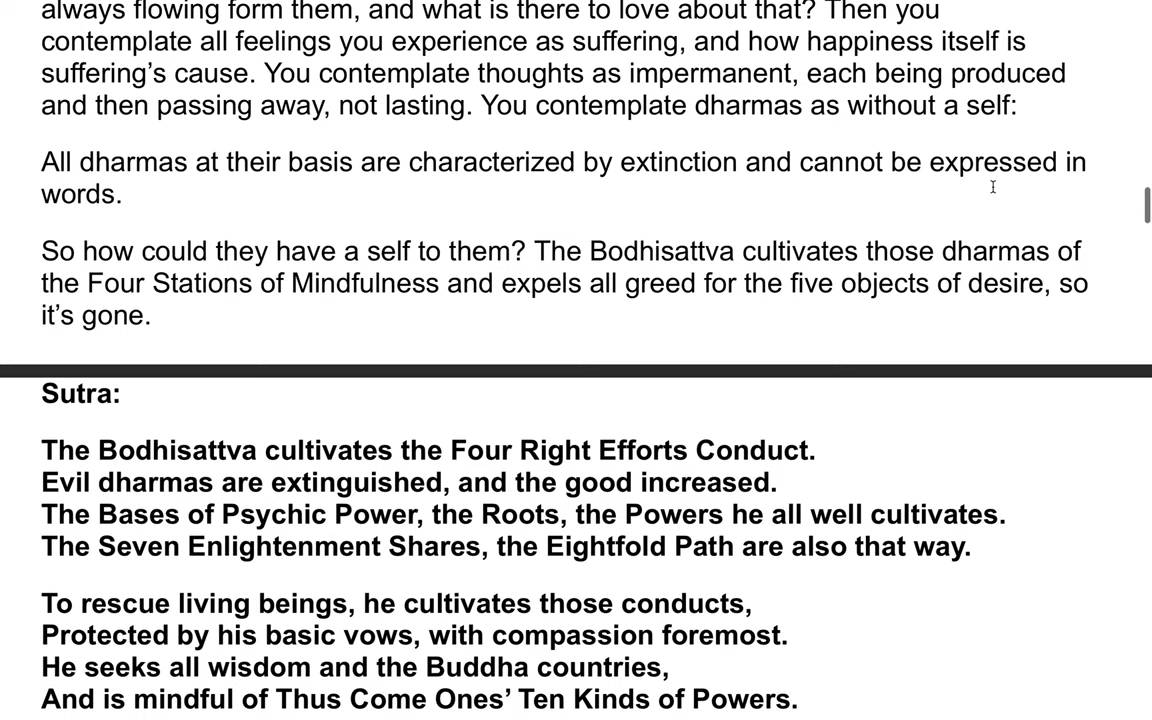 always flowing form them, and what is there to love about that? Then you
contemplate all feelings you experience as suffering, and how happiness itself is
suffering's cause. You contemplate thoughts as impermanent, each being produced
and then passing away, not lasting. You contemplate dharmas as without a self:
All dharmas at their basis are characterized by extinction and cannot be expressed in
words.
So how could they have a self to them? The Bodhisattva cultivates those dharmas of
the Four Stations of Mindfulness and expels all greed for the five objects of desire, so
it's gone.
Sutra:
The Bodhisattva cultivates the Four Right Efforts Conduct.
Evil dharmas are extinguished, and the good increased.
The Bases of Psychic Power, the Roots, the Powers he all well cultivates.
The Seven Enlightenment Shares, the Eightfold Path are also that way.
To rescue living beings, he cultivates those conducts,
Protected by his basic vows, with compassion foremost.
He seeks all wisdom and the Buddha countries,
And is mindful of Thus Come Ones' Ten Kinds of Powers.